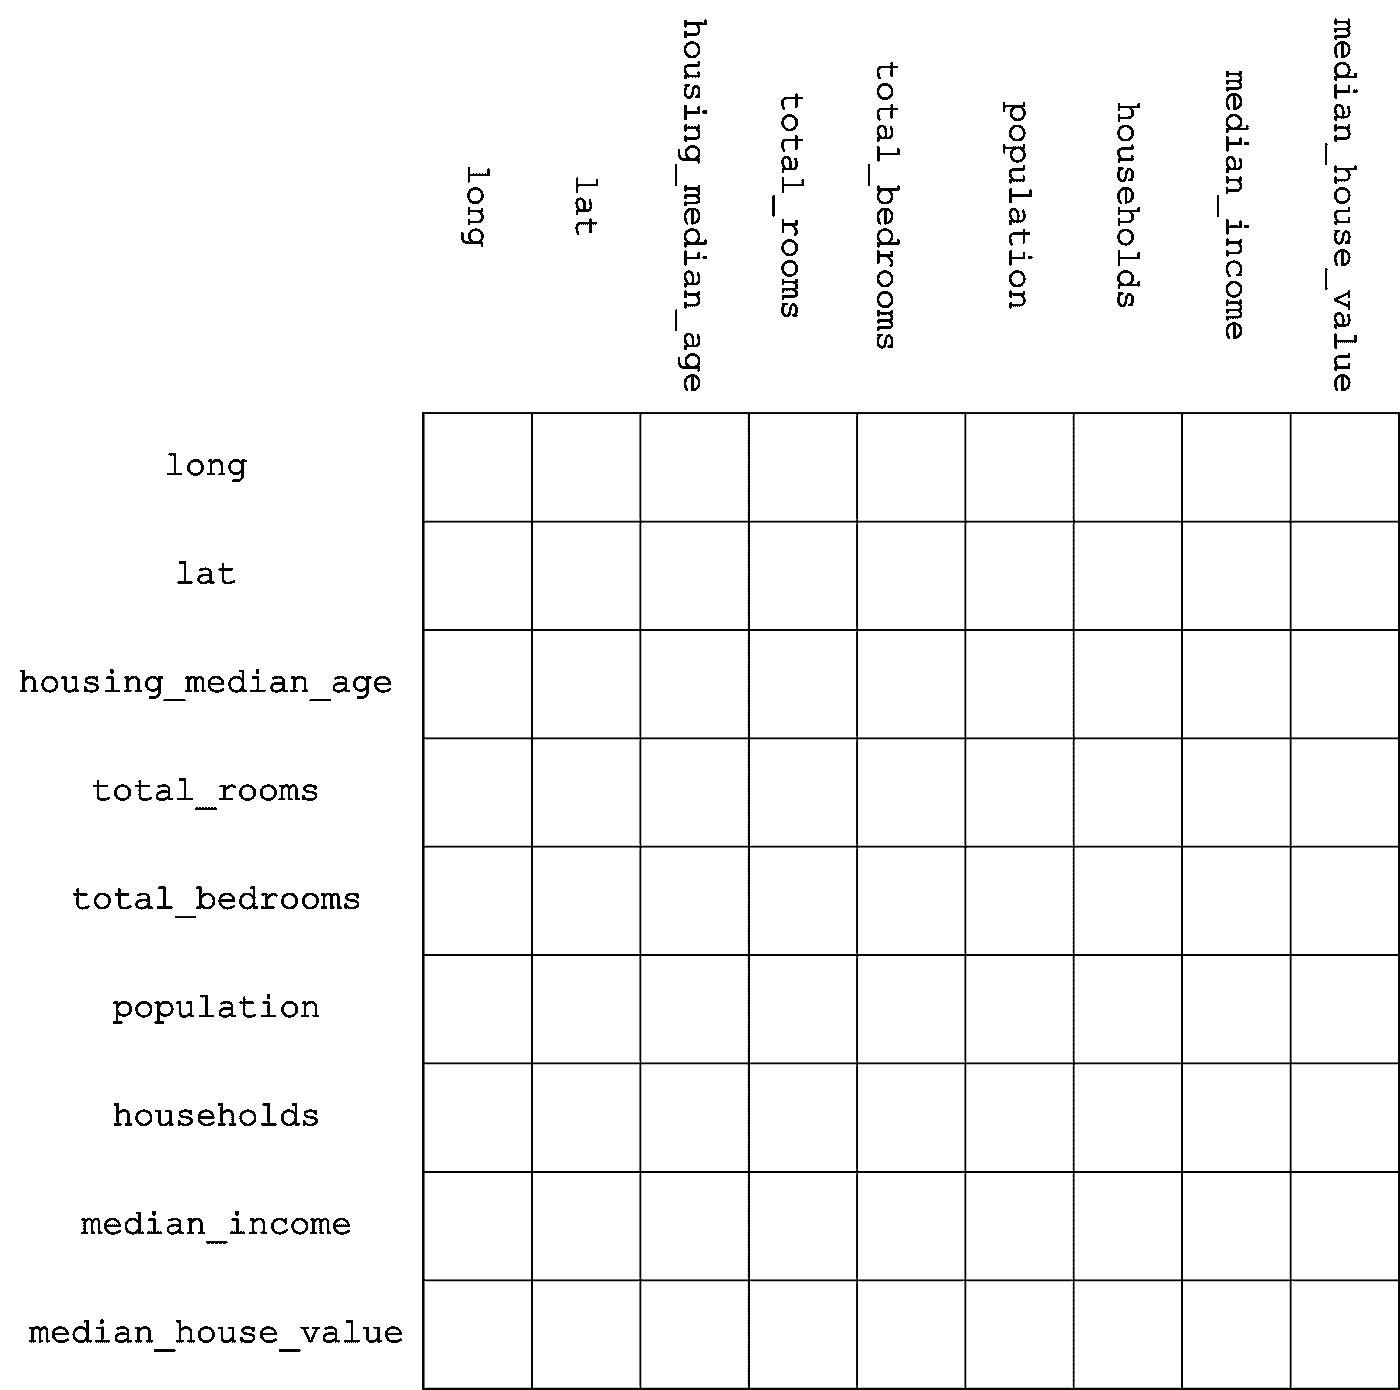 long
lat
housing_median_age
total_rooms
total_bedrooms
population
households
median_income
median_house_value
long
lat
housing_median_age
total_rooms
total_bedrooms
population
households
median_income
median_house_value